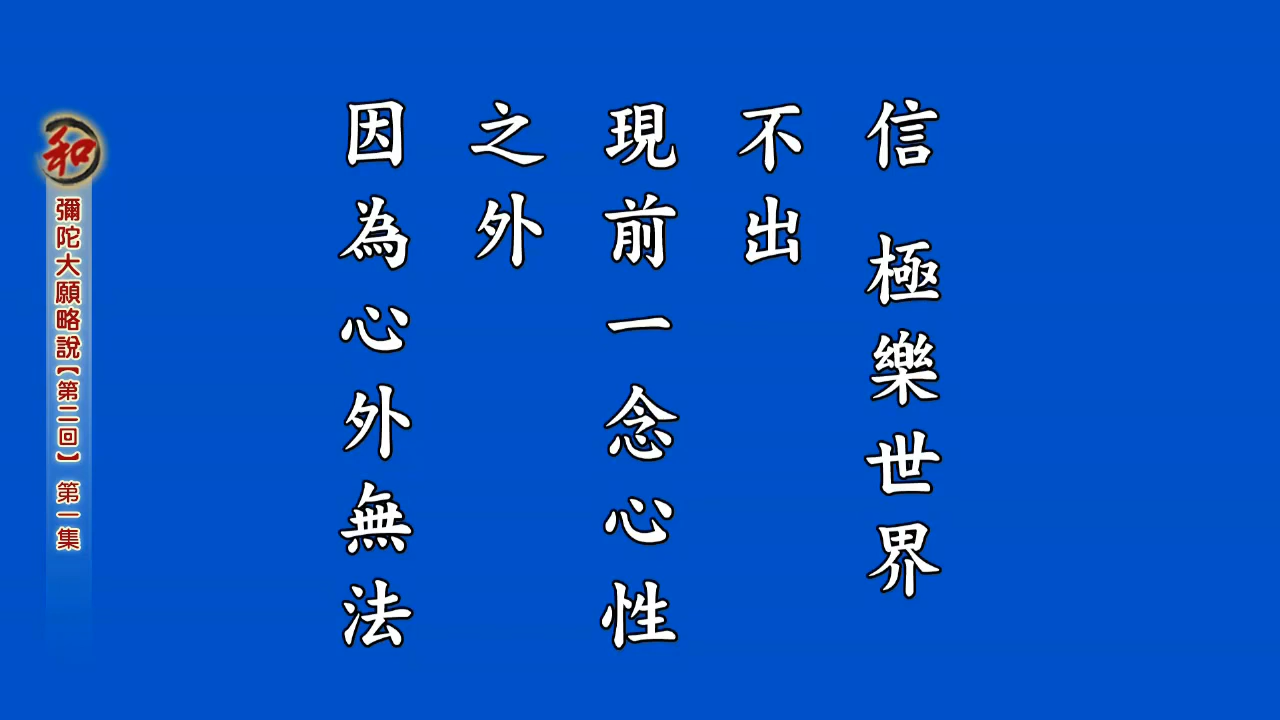 信 極樂世界
不出
現前一念心性
之外
因為心外無法
和
彌陀大願略說【第二回】 第一集